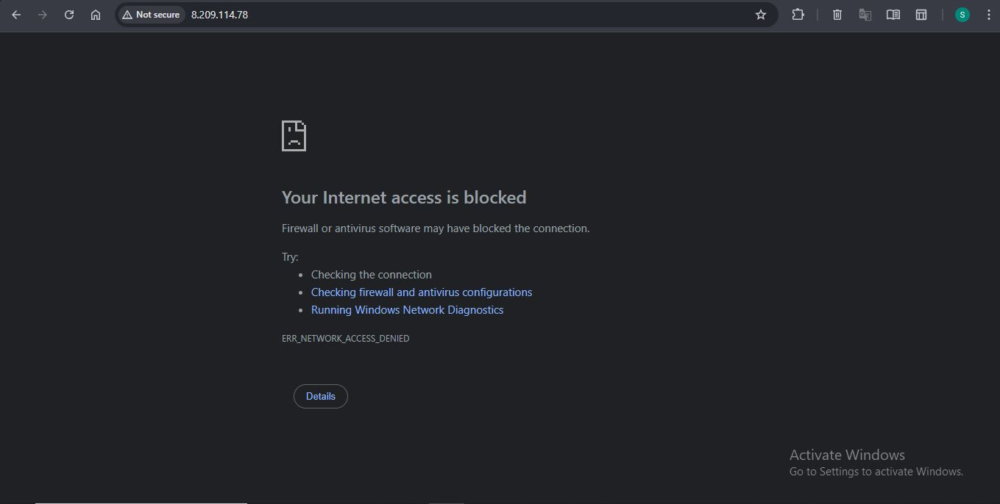 Not secure
8.209.114.78
S
Your Internet access is blocked
Firewall or antivirus software may have blocked the connection.
Try:
• Checking the connection
• Checking firewall and antivirus configurations
• Running Windows Network Diagnostics
ERR_NETWORK_ACCESS_DENIED
Details
Activate Windows
Go to Settings to activate Windows.